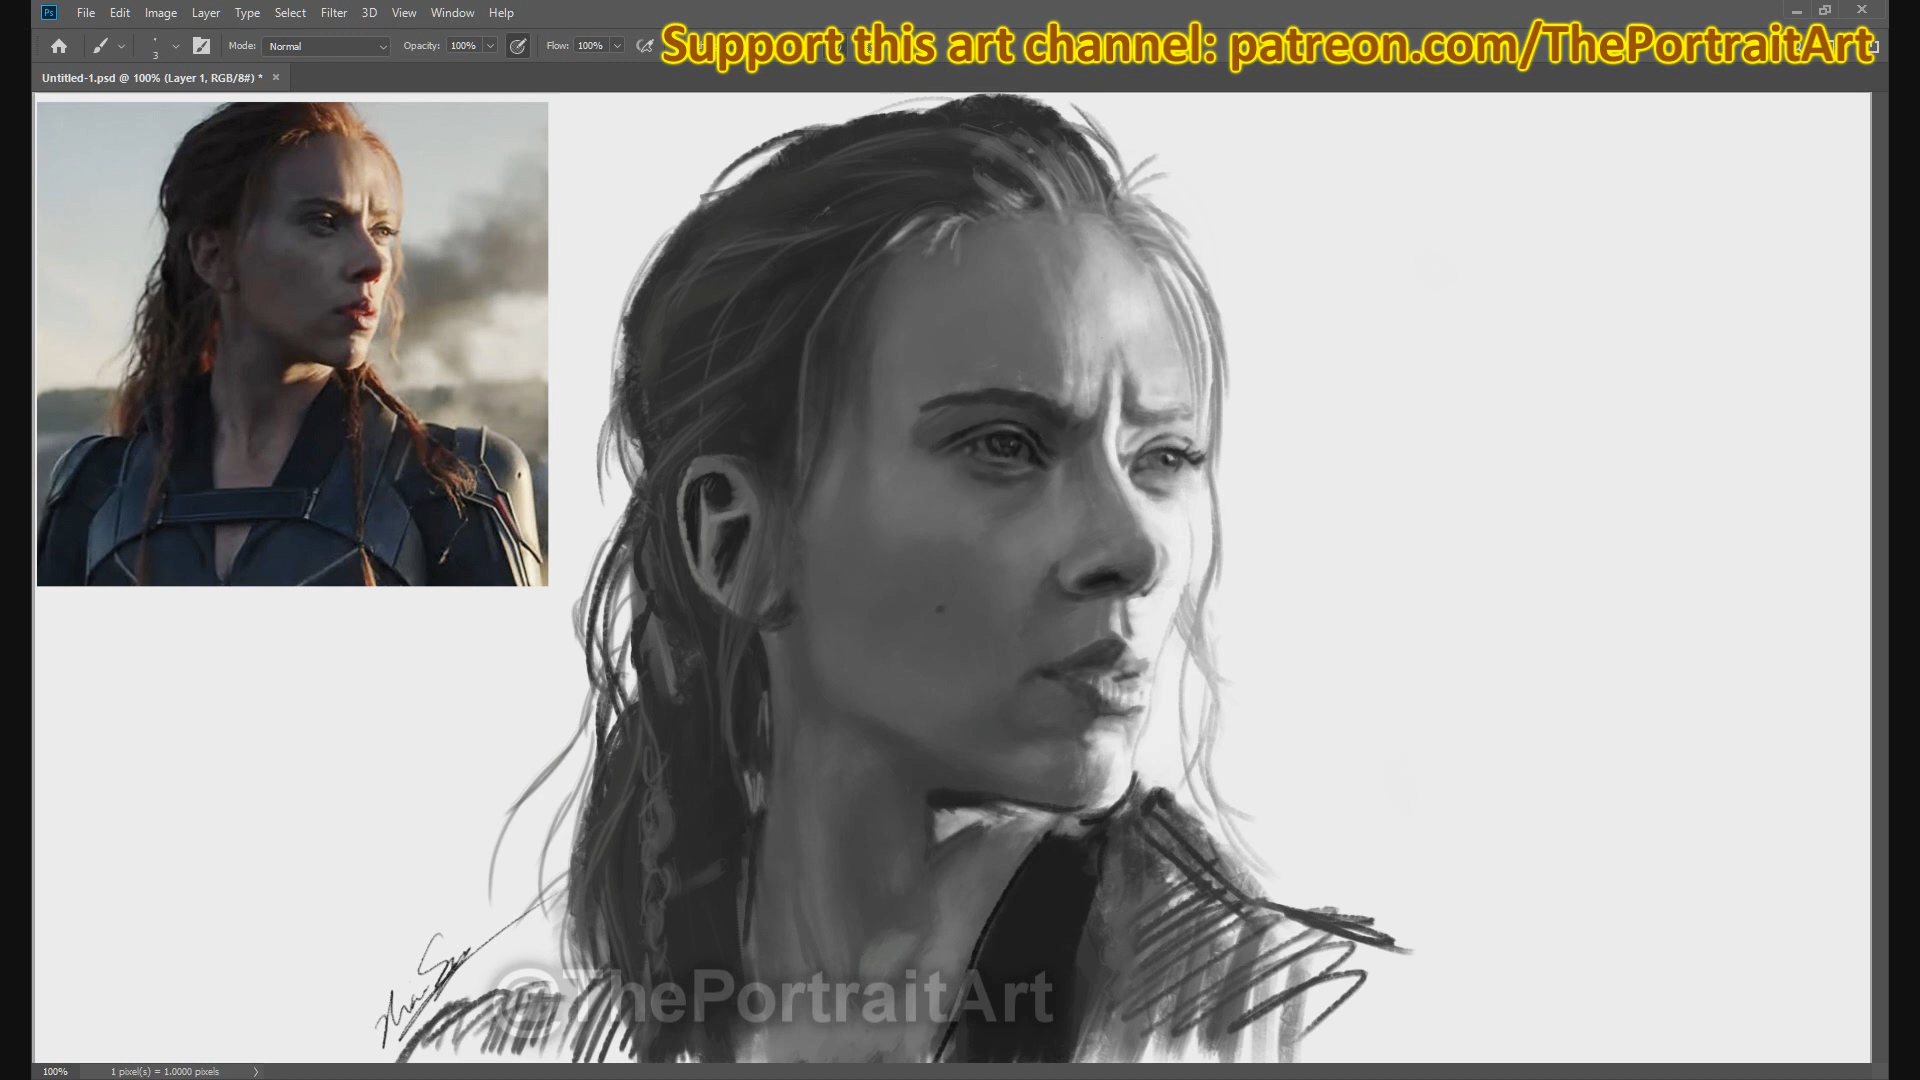 Ps File Edit Image Layer Type Select Filter 3D View Window Help
3 Mode: Normal Opacity: 100% Flow: 100%
Support this art channel: patreon.com/ThePortraitArt
Untitled-1.psd @ 100% (Layer 1, RGB/8#) * ×
@ThePortraitArt
100% 1 pixel(s) = 1.0000 pixels